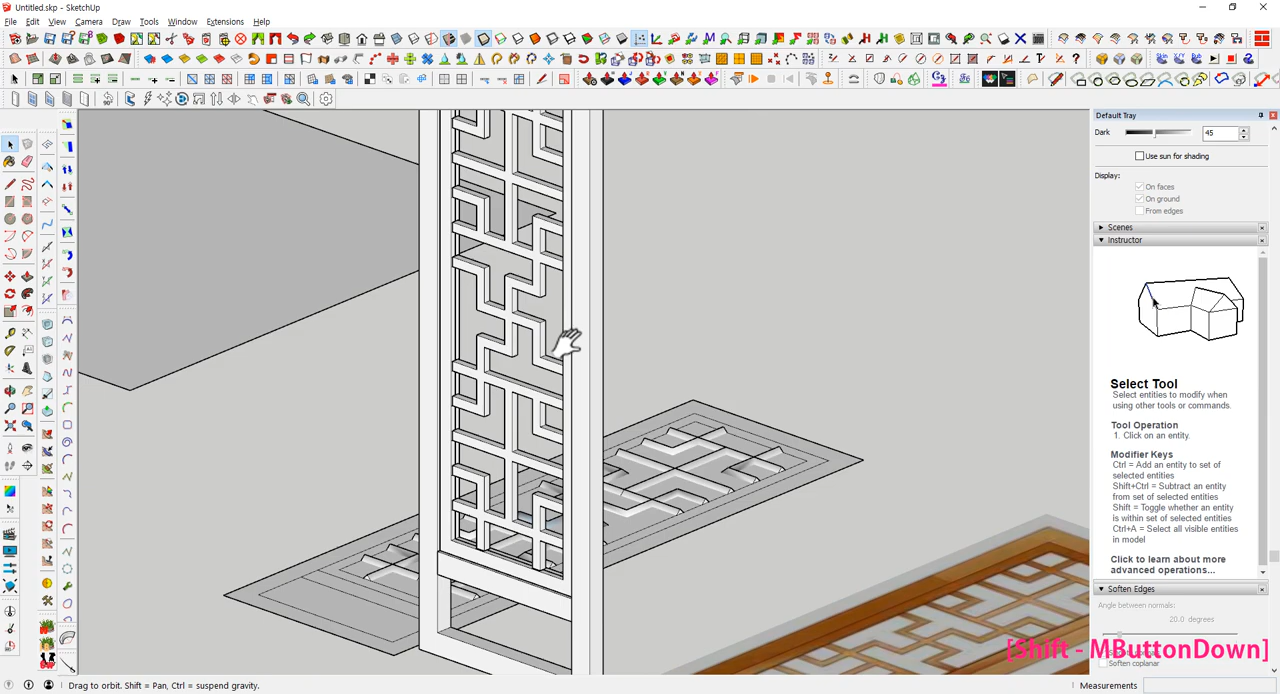 Untitled.skp - SketchUp
File Edit View Camera Draw Tools Window Extensions Help
Default Tray
Dark 45
Use sun for shading
Display:
On faces
On ground
From edges
Scenes
Instructor
Select Tool
Select entities to modify when
using other tools or commands.
Tool Operation
1. Click on an entity.
Modifier Keys
Ctrl = Add an entity to set of
selected entities
Shift+Ctrl = Subtract an entity
from set of selected entities
Shift = Toggle whether an entity
is within set of selected entities
Ctrl+A = Select all visible entities
in model
Click to learn about more
advanced operations...
Soften Edges
Angle between normals:
20.0 degrees
[Shift - MButtonDown]
Soften coplanar
Drag to orbit. Shift = Pan, Ctrl = suspend gravity.
Measurements